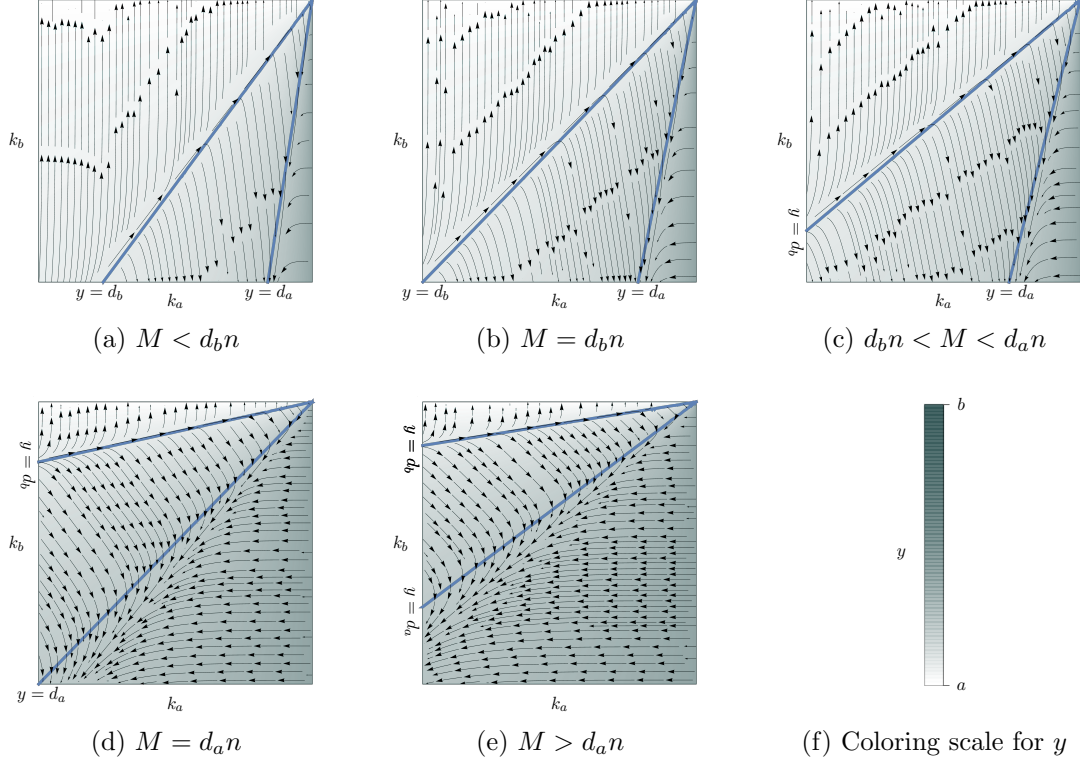 k_b
y = d_b
k_a
y = d_a
(a) M < d_b n
k_b
y = d_b
k_a
y = d_a
(b) M = d_b n
k_b
y = d_b
k_a
y = d_a
(c) d_b n < M < d_a n
y = d_b
k_b
y = d_a
k_a
(d) M = d_a n
y = d_b
k_b
y = d_a
k_a
(e) M > d_a n
b
y
a
(f) Coloring scale for y